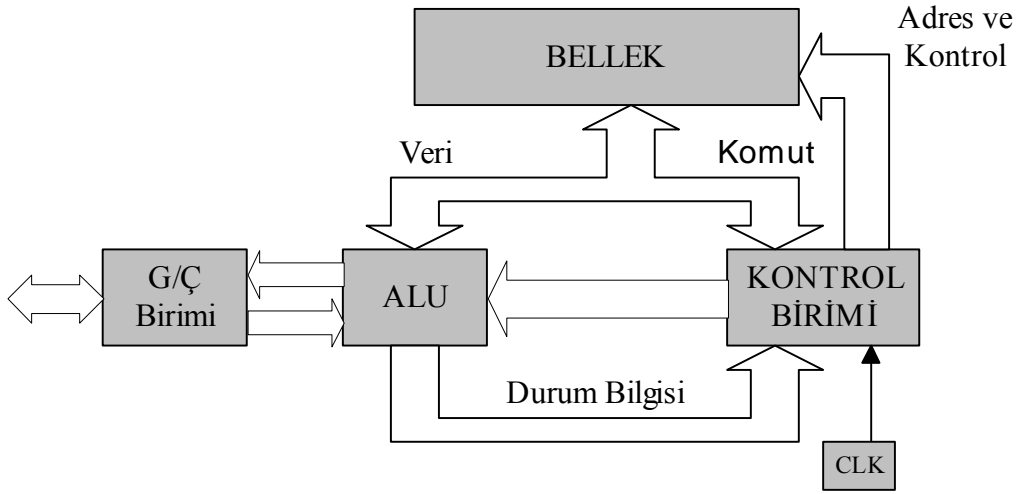 Adres ve
Kontrol
BELLEK
Veri
Komut
G/Ç
Birimi
ALU
KONTROL
BİRİMİ
Durum Bilgisi
CLK